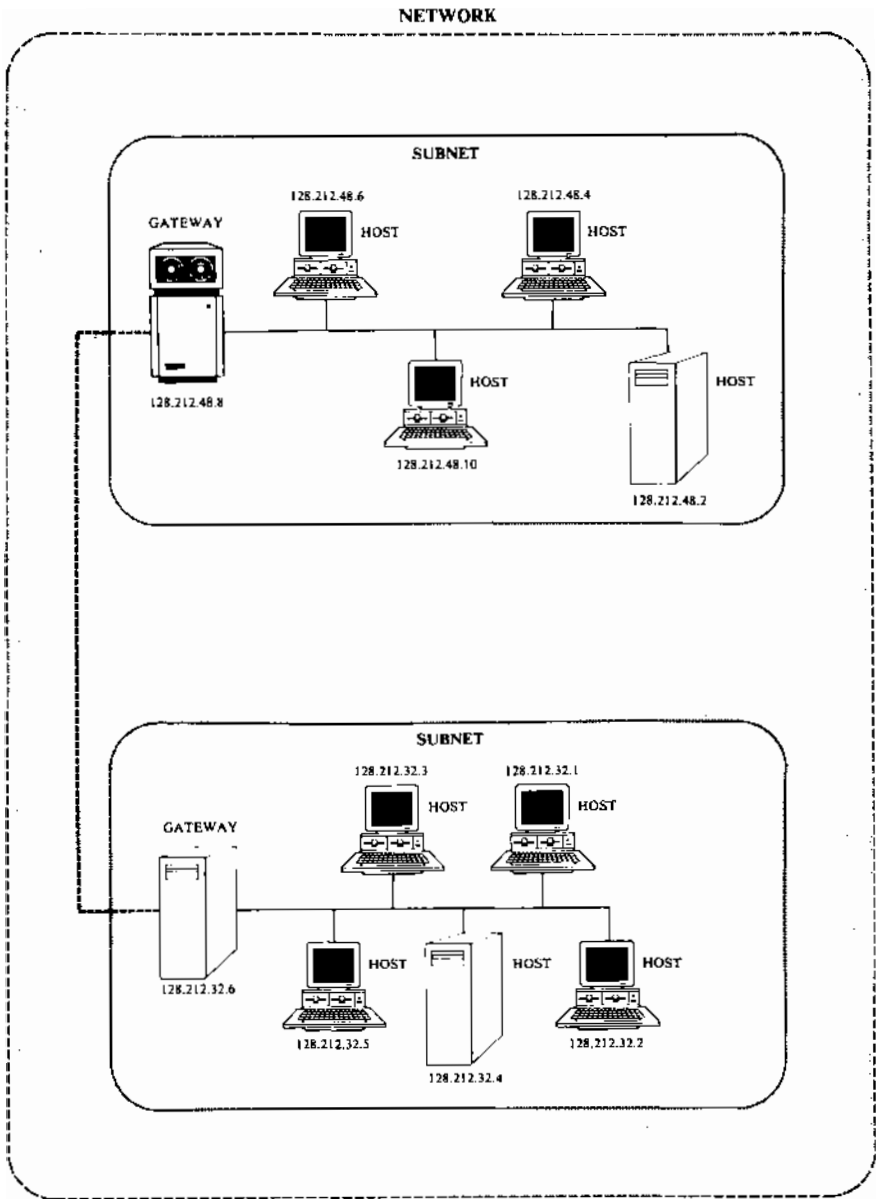 NETWORK
SUBNET
128.212.48.6
128.212.48.4
GATEWAY
HOST
HOST
HOST
HOST
128.212.48.8
128.212.48.10
128.212.48.2
SUBNET
128.212.32.3
128.212.32.1
HOST
HOST
GATEWAY
HOST
HOST
HOST
128.212.32.6
128.212.32.5
128.212.32.2
128.212.32.4